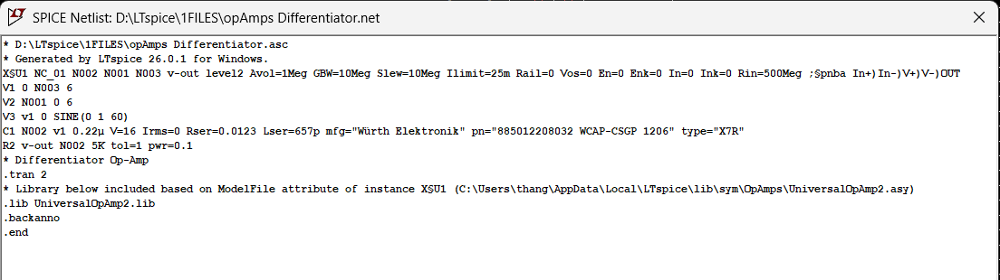 SPICE Netlist: D:\LTspice\1FILES\opAmps Differentiator.net
* D:\LTspice\1FILES\opAmps Differentiator.asc
* Generated by LTspice 26.0.1 for Windows.
X§U1 NC_01 N002 N001 N003 v-out level2 Avol=1Meg GBW=10Meg Slew=10Meg Ilimit=25m Rail=0 Vos=0 En=0 Enk=0 In=0 Ink=0 Rin=500Meg ;§pnba In+)In-)V+)V-)OUT
V1 0 N003 6
V2 N001 0 6
V3 v1 0 SINE(0 1 60)
C1 N002 v1 0.22µ V=16 Irms=0 Rser=0.0123 Lser=657p mfg="Würth Elektronik" pn="885012208032 WCAP-CSGP 1206" type="X7R"
R2 v-out N002 5K tol=1 pwr=0.1
* Differentiator Op-Amp
.tran 2
* Library below included based on ModelFile attribute of instance X§U1 (C:\Users\thang\AppData\Local\LTspice\lib\sym\OpAmps\UniversalOpAmp2.asy)
.lib UniversalOpAmp2.lib
.backanno
.end